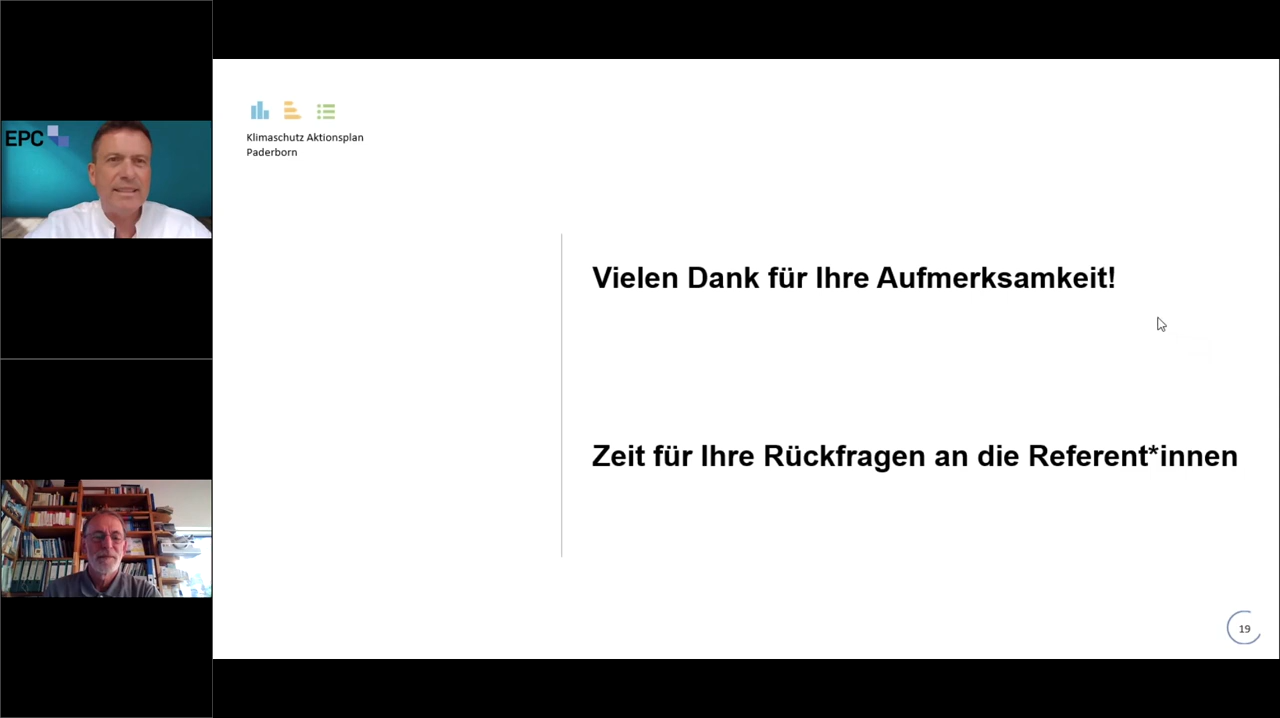 EPC
Klimaschutz Aktionsplan
Paderborn
Vielen Dank für Ihre Aufmerksamkeit!
Zeit für Ihre Rückfragen an die Referent*innen
19